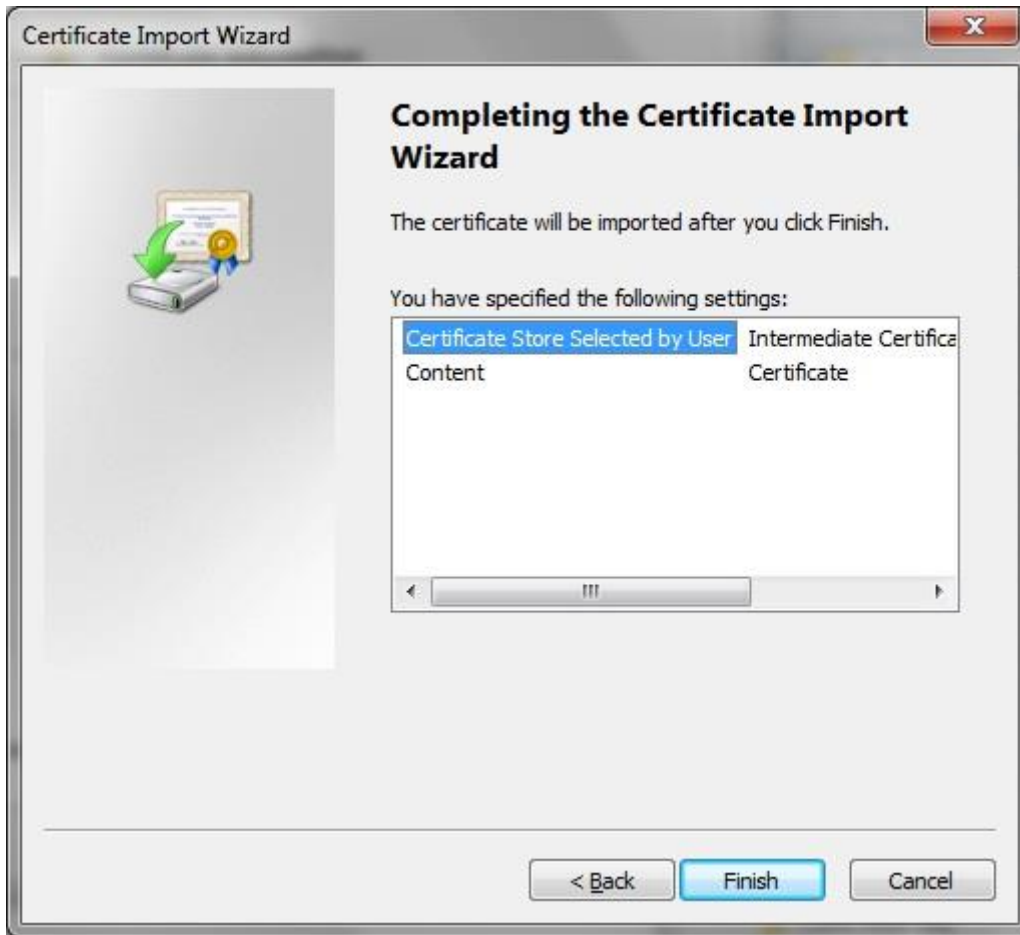 Certificate Import Wizard
Completing the Certificate Import
Wizard
The certificate will be imported after you click Finish.
You have specified the following settings:
Certificate Store Selected by User Intermediate Certifica
Content Certificate
< Back Finish Cancel